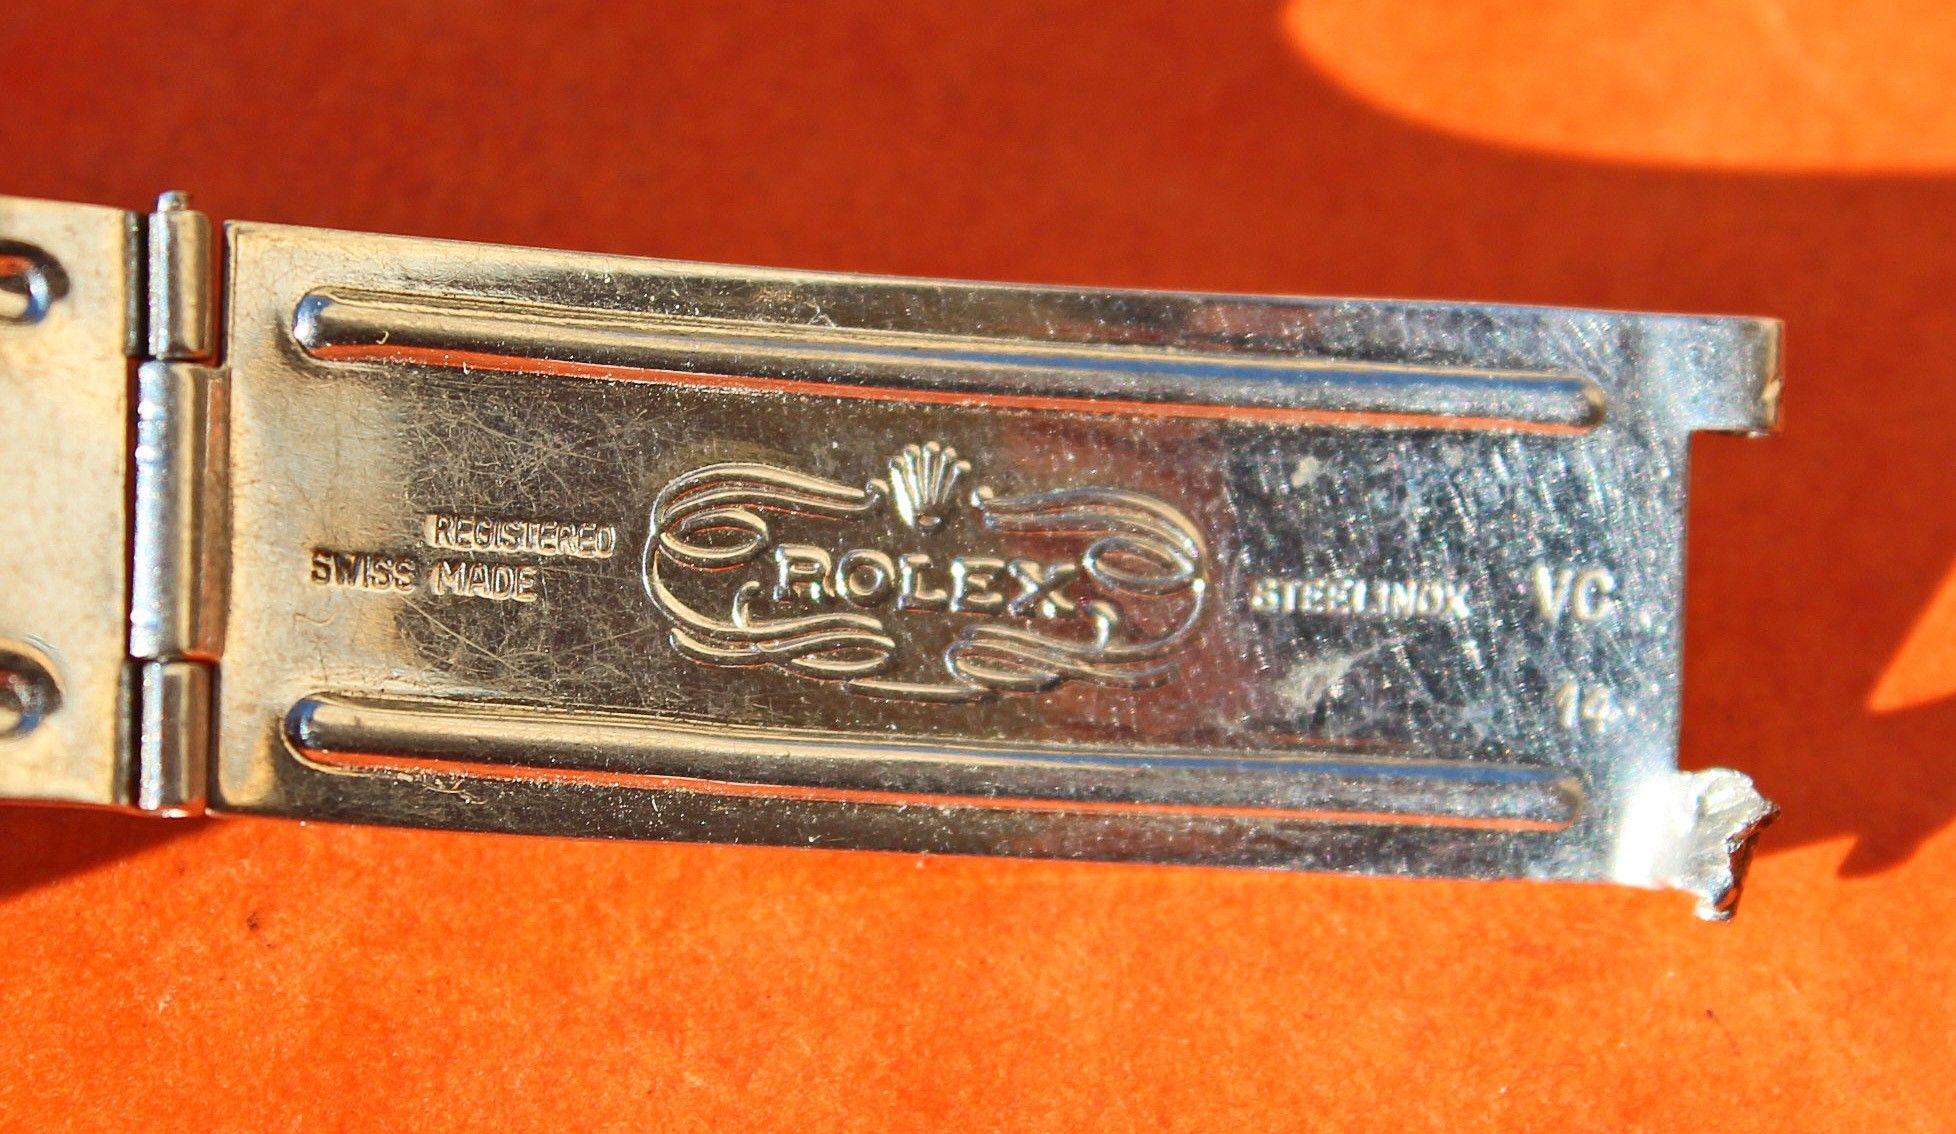 REGISTERED
SWISS MADE
ROLEX
STEELINOX VC
14